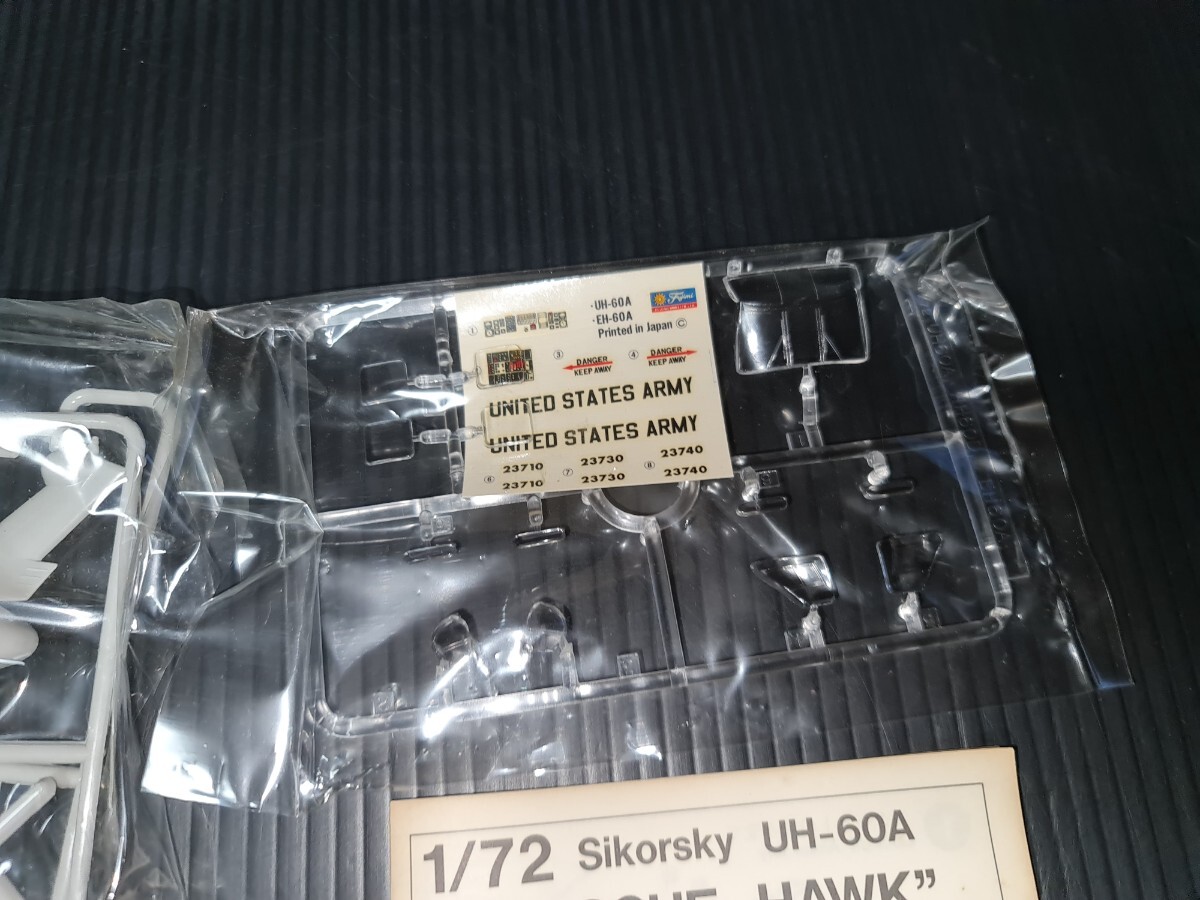 ·UH-60A
·EH-60A
Printed in Japan ©
Fujimi
①
③ DANGER
KEEP AWAY
④ DANGER
KEEP AWAY
UNITED STATES ARMY
UNITED STATES ARMY
23710 23730 23740
⑥ 23710 ⑦ 23730 ⑧ 23740
1/72 Sikorsky UH-60A
HAWK”